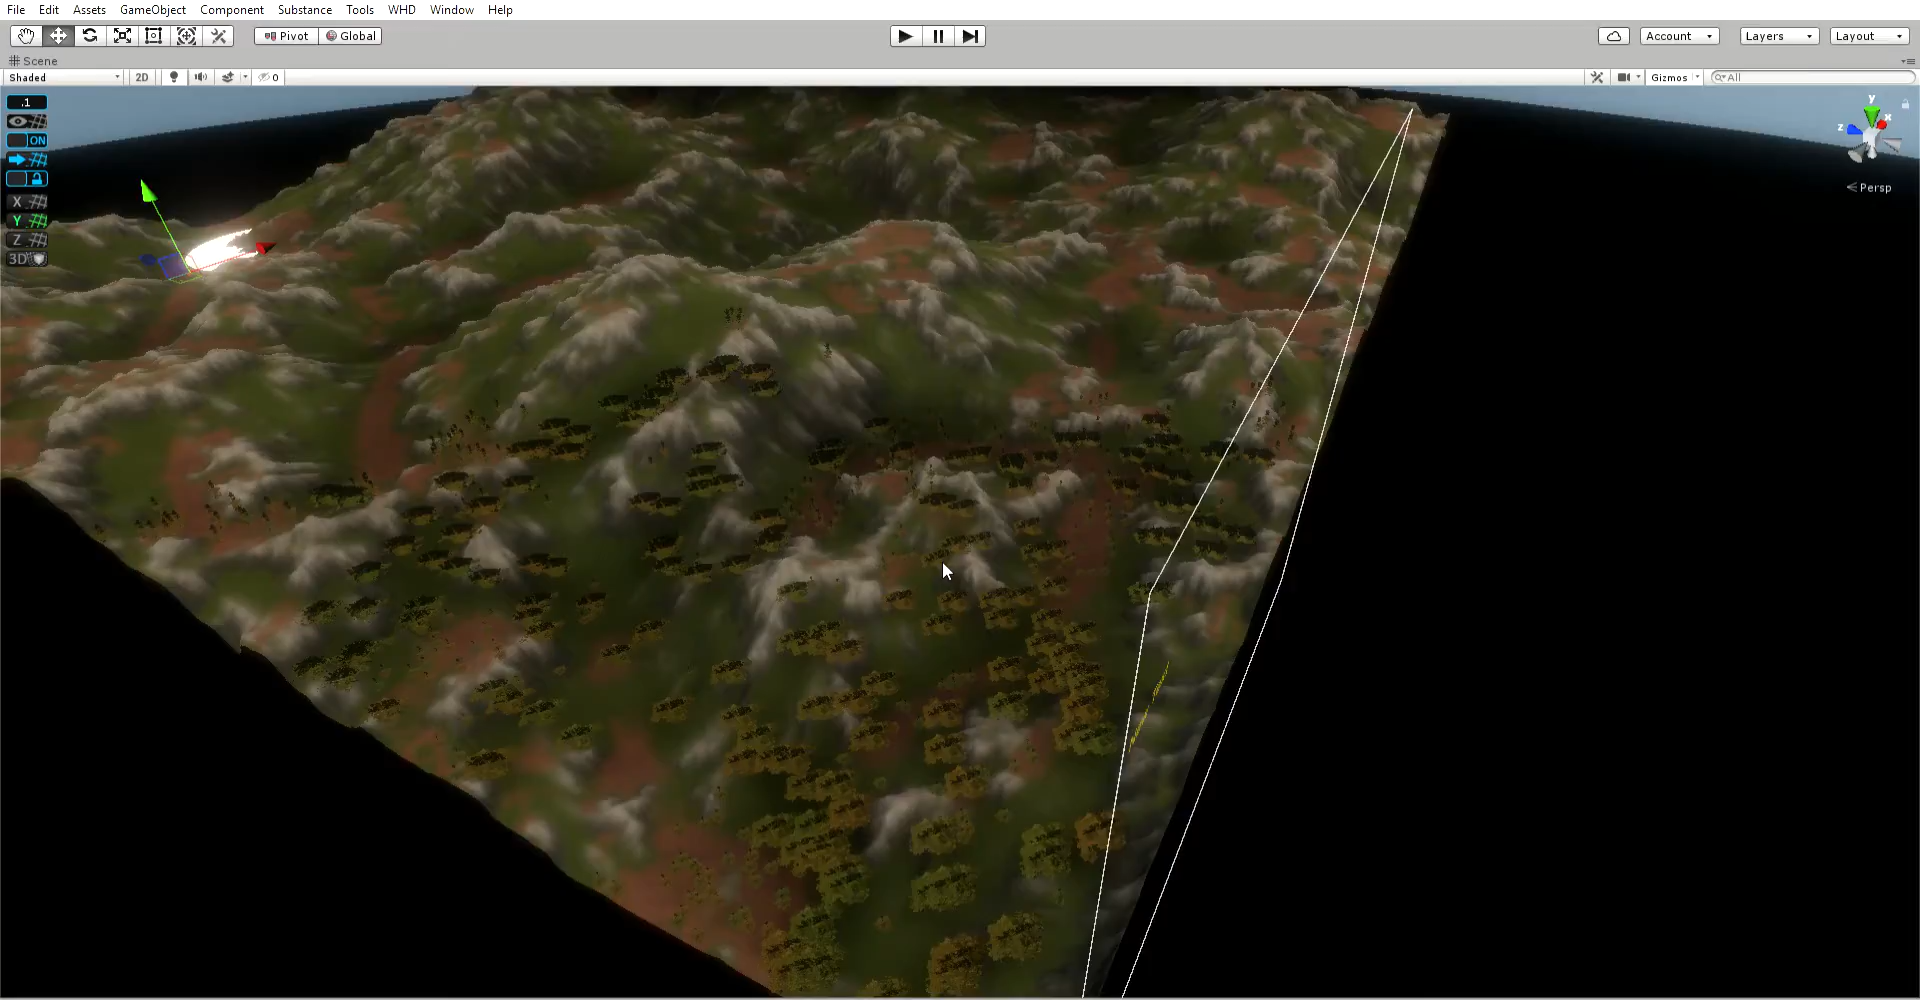 File Edit Assets GameObject Component Substance Tools WHD Window Help
Pivot Global Account Layers Layout
Scene
Shaded 2D 0 Gizmos All
.1
ON
X
Y
Z
3D
y
x
z
Persp